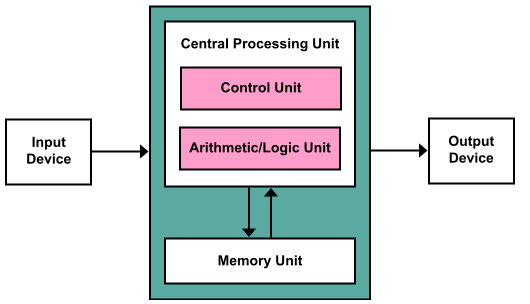 Central Processing Unit
Control Unit
Arithmetic/Logic Unit
Input
Device
Output
Device
Memory Unit